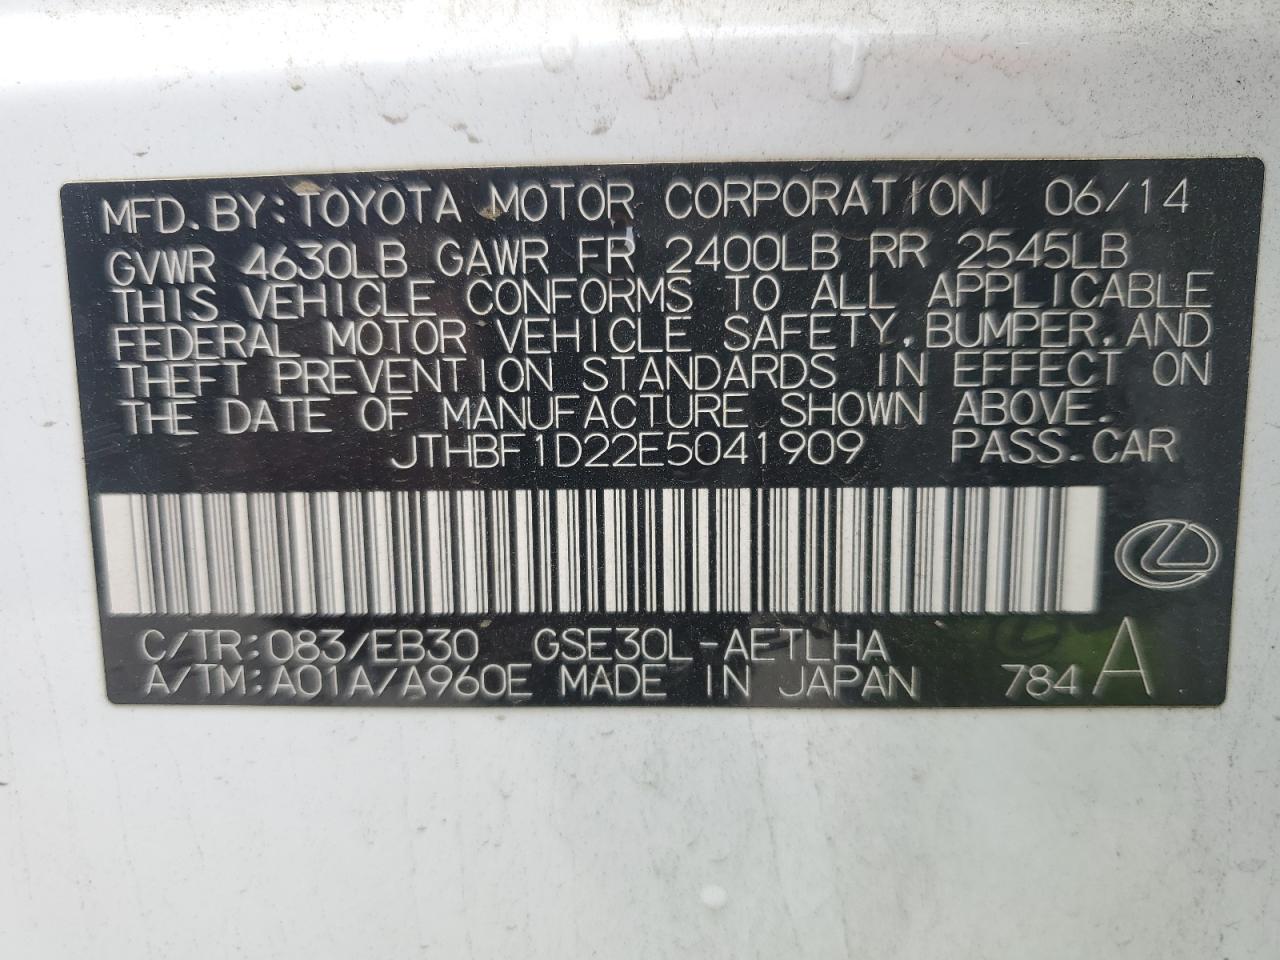 MFD. BY: TOYOTA MOTOR CORPORATION 06/14
GVWR 4630LB GAWR FR 2400LB RR 2545LB
THIS VEHICLE CONFORMS TO ALL APPLICABLE
FEDERAL MOTOR VEHICLE SAFETY, BUMPER, AND
THEFT PREVENTION STANDARDS IN EFFECT ON
THE DATE OF MANUFACTURE SHOWN ABOVE.
JTHBF1D22E5041909 PASS. CAR
C/TR: 083/EB30 GSE30L-AETLHA
A/TM: A01A/A960E MADE IN JAPAN 784 A